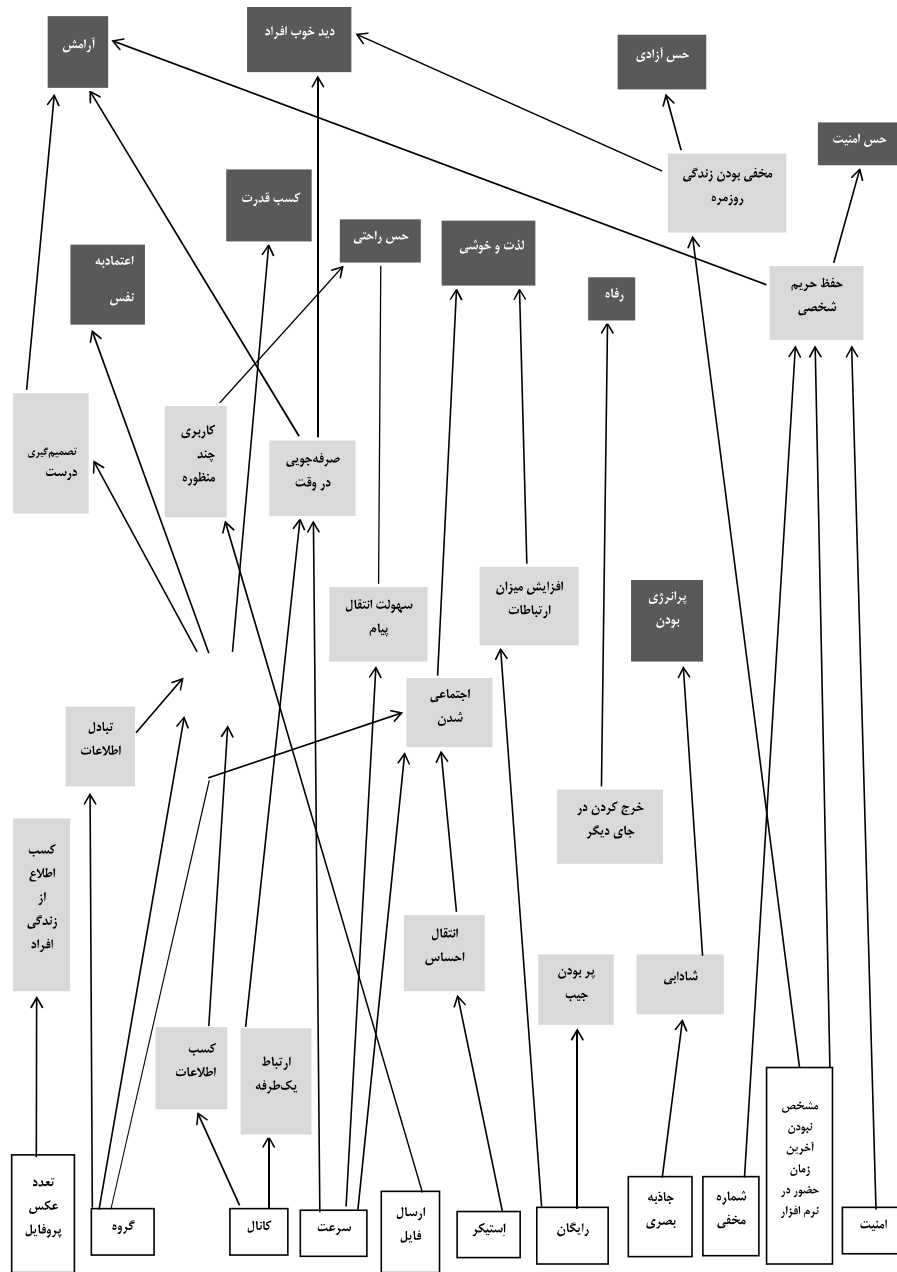 دید خوب افراد
آرامش
حس آزادی
حس امنیت
مخفی بودن زندگی
روزمره
کسب قدرت
حس راحتی
لذت و خوشی
اعتمادبه
نفس
رفاه
حفظ حریم
شخصی
تصمیم‌گیری
درست
کاربری
چند
منظوره
صرفه‌جویی
در وقت
سهولت انتقال
پیام
افزایش میزان
ارتباطات
پرانرژی
بودن
اجتماعی
شدن
تبادل
اطلاعات
خرج کردن در
جای دیگر
کسب
اطلاع
از
زندگی
افراد
انتقال
احساس
پر بودن
جیب
شادابی
کسب
اطلاعات
ارتباط
یک‌طرفه
مشخص
نبودن
آخرین
زمان
حضور در
نرم افزار
تعدد
عکس
پروفایل
گروه
کانال
سرعت
ارسال
فایل
اِستیکر
رایگان
جاذبه
بصری
شماره
مخفی
امنیت